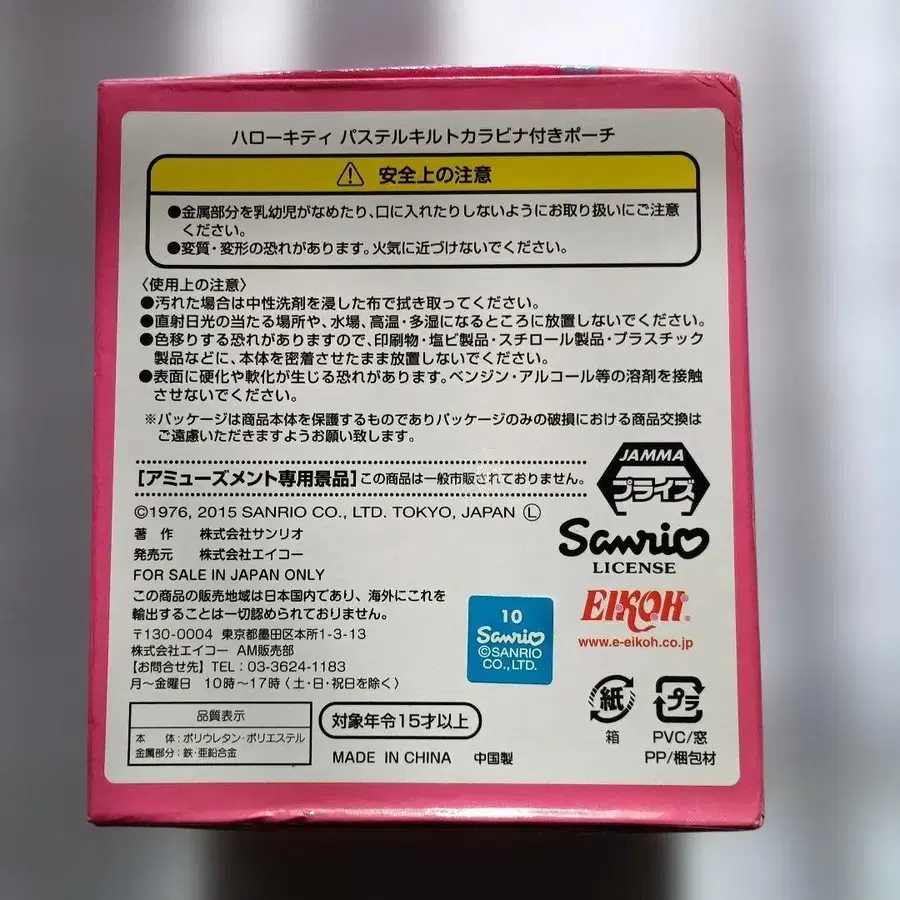 ハローキティ パステルキルトカラビナ付きポーチ
安全上の注意
●金属部分を乳幼児がなめたり、口に入れたりしないようにお取り扱いにご注意
ください。
●変質・変形の恐れがあります。火気に近づけないでください。
〈使用上の注意〉
●汚れた場合は中性洗剤を浸した布で拭き取ってください。
●直射日光の当たる場所や、水場、高温・多湿になるところに放置しないでください。
●色移りする恐れがありますので、印刷物・塩ビ製品・スチロール製品・プラスチック
製品などに、本体を密着させたまま放置しないでください。
●表面に硬化や軟化が生じる恐れがあります。ベンジン・アルコール等の溶剤を接触
させないでください。
※パッケージは商品本体を保護するものでありパッケージのみの破損における商品交換は
ご遠慮いただきますようお願い致します。
[アミューズメント専用景品]この商品は一般市販されておりません。
JAMMA
プライズ
©1976, 2015 SANRIO CO., LTD. TOKYO, JAPAN Ⓛ
著 作 株式会社サンリオ
発売元 株式会社エイコー
FOR SALE IN JAPAN ONLY
この商品の販売地域は日本国内であり、海外にこれを
輸出することは一切認められておりません。
〒130-0004 東京都墨田区本所1-3-13
株式会社エイコー AM販売部
【お問合せ先】TEL:03-3624-1183
月～金曜日 10時～17時〈土・日・祝日を除く〉
Sanrio
LICENSE
EIKOH®
www.e-eikoh.co.jp
10
Sanrio
©SANRIO
CO.,LTD.
品質表示
本 体:ポリウレタン・ポリエステル
金属部分:鉄・亜鉛合金
対象年令15才以上
MADE IN CHINA 中国製
紙
箱
プラ
PVC/窓
PP/梱包材